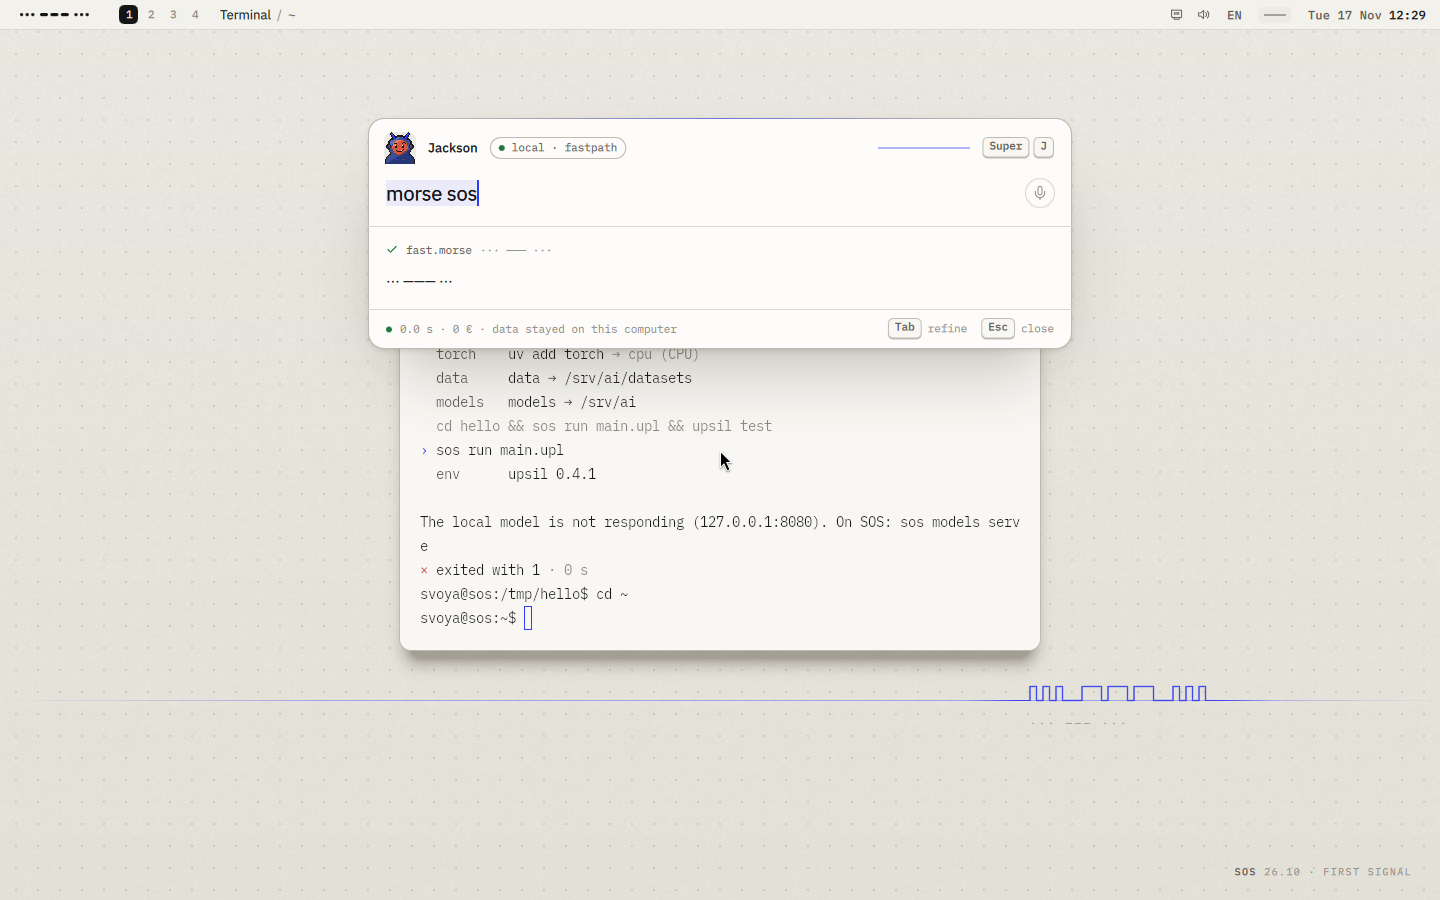 ••• ━━━ ••• 1 2 3 4 Terminal / ~ EN Tue 17 Nov 12:29
Jackson local · fastpath Super J
morse sos
fast.morse ··· ——— ···
··· ——— ···
0.0 s · 0 € · data stayed on this computer Tab refine Esc close
torch uv add torch → cpu (CPU)
data data → /srv/ai/datasets
models models → /srv/ai
cd hello && sos run main.upl && upsil test
› sos run main.upl
env upsil 0.4.1
The local model is not responding (127.0.0.1:8080). On SOS: sos models serv
e
× exited with 1 · 0 s
svoya@sos:/tmp/hello$ cd ~
svoya@sos:~$
··· ——— ···
SOS 26.10 · FIRST SIGNAL